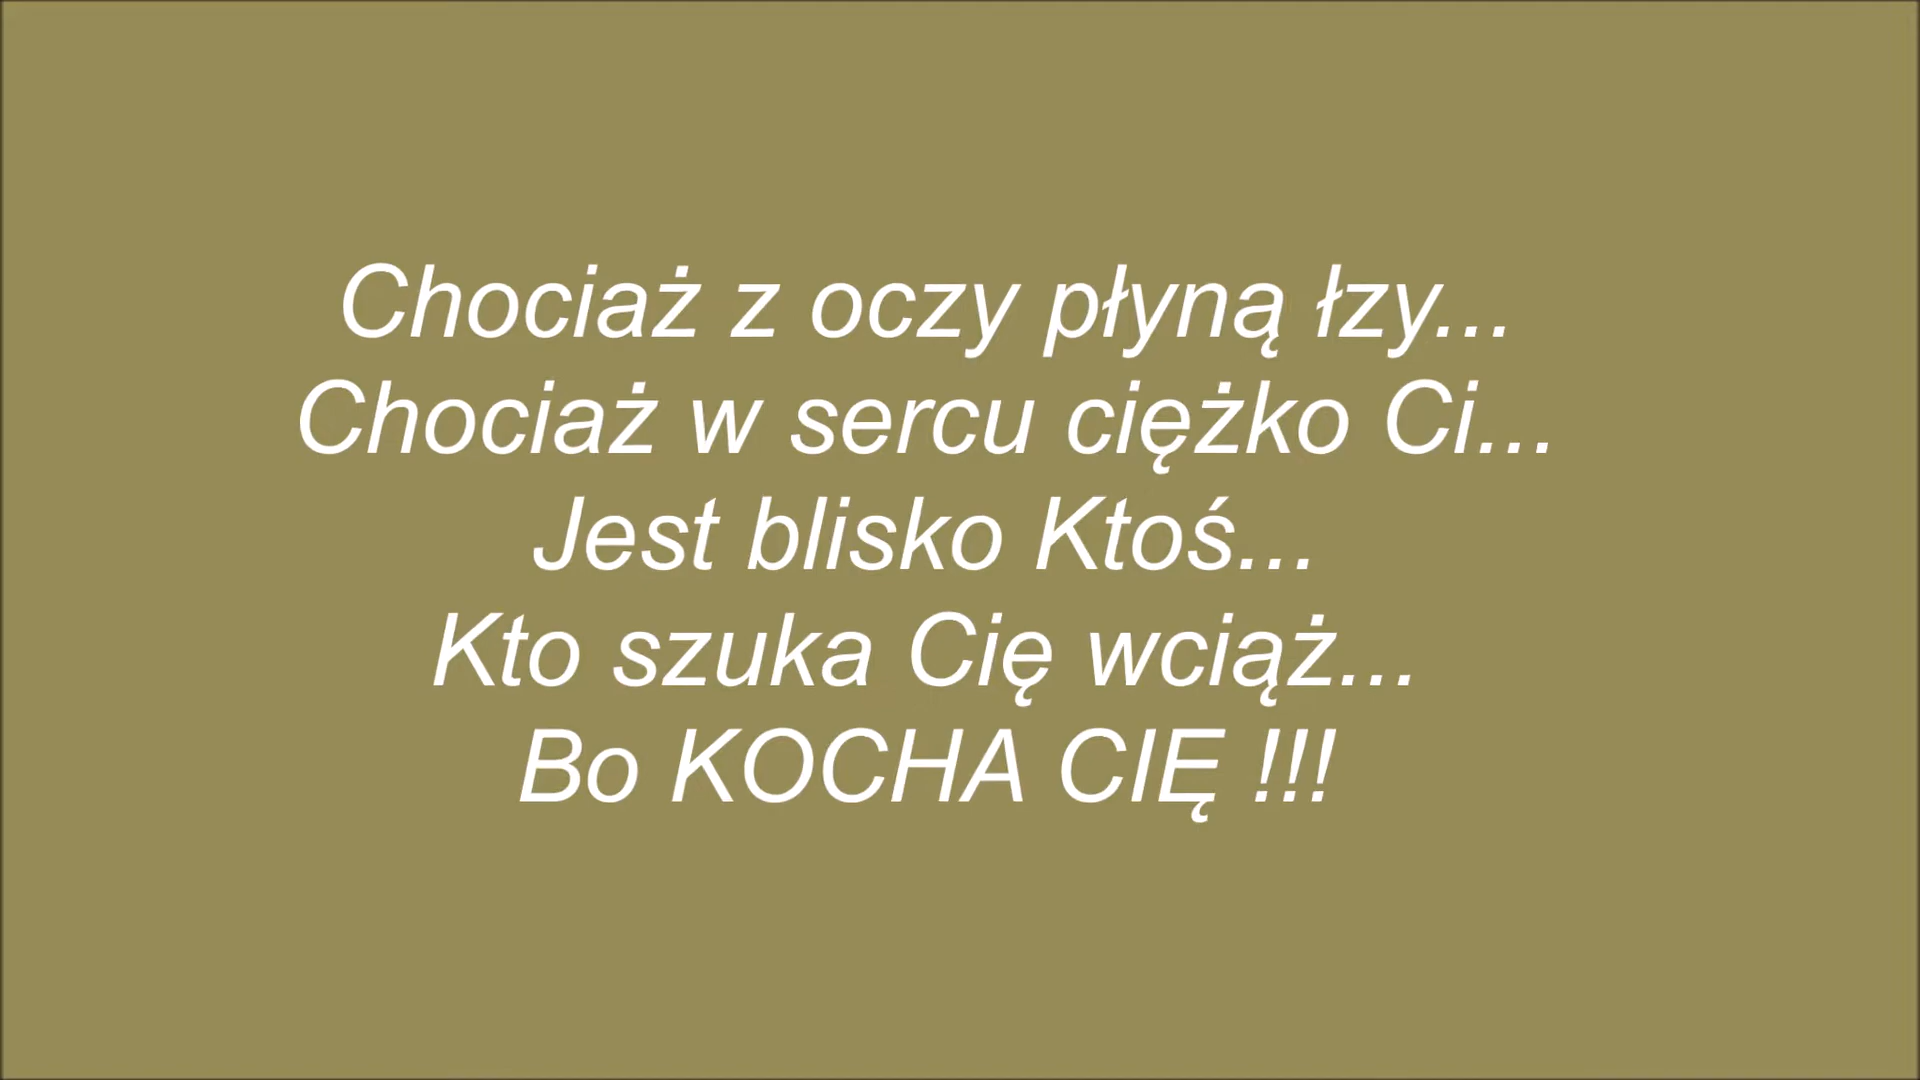 Chociaż z oczy płyną łzy...
Chociaż w sercu ciężko Ci...
Jest blisko Ktoś...
Kto szuka Cię wciąż...
Bo KOCHA CIĘ !!!